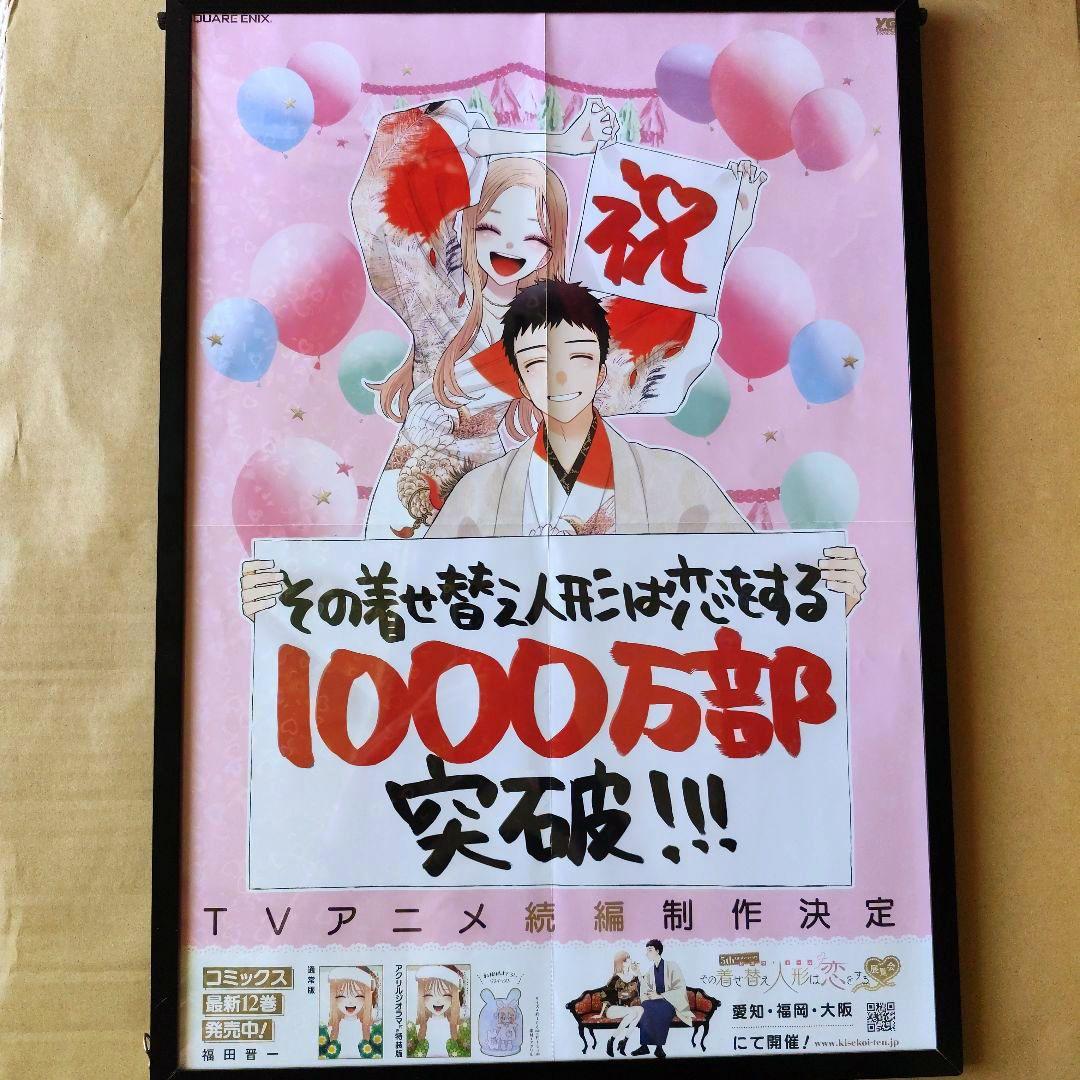 QUARE ENIX.
YG
祝
その着せ替え人形は恋をする
1000万部
突破!!!
TVアニメ続編制作決定
コミックス
最新12巻
発売中!
福田晋一
通常版
アクリルジオラマ付き特装版
5th
その着せ替え人形は恋をする
展覧会
愛知・福岡・大阪
にて開催!
www.kisekoi-ten.jp